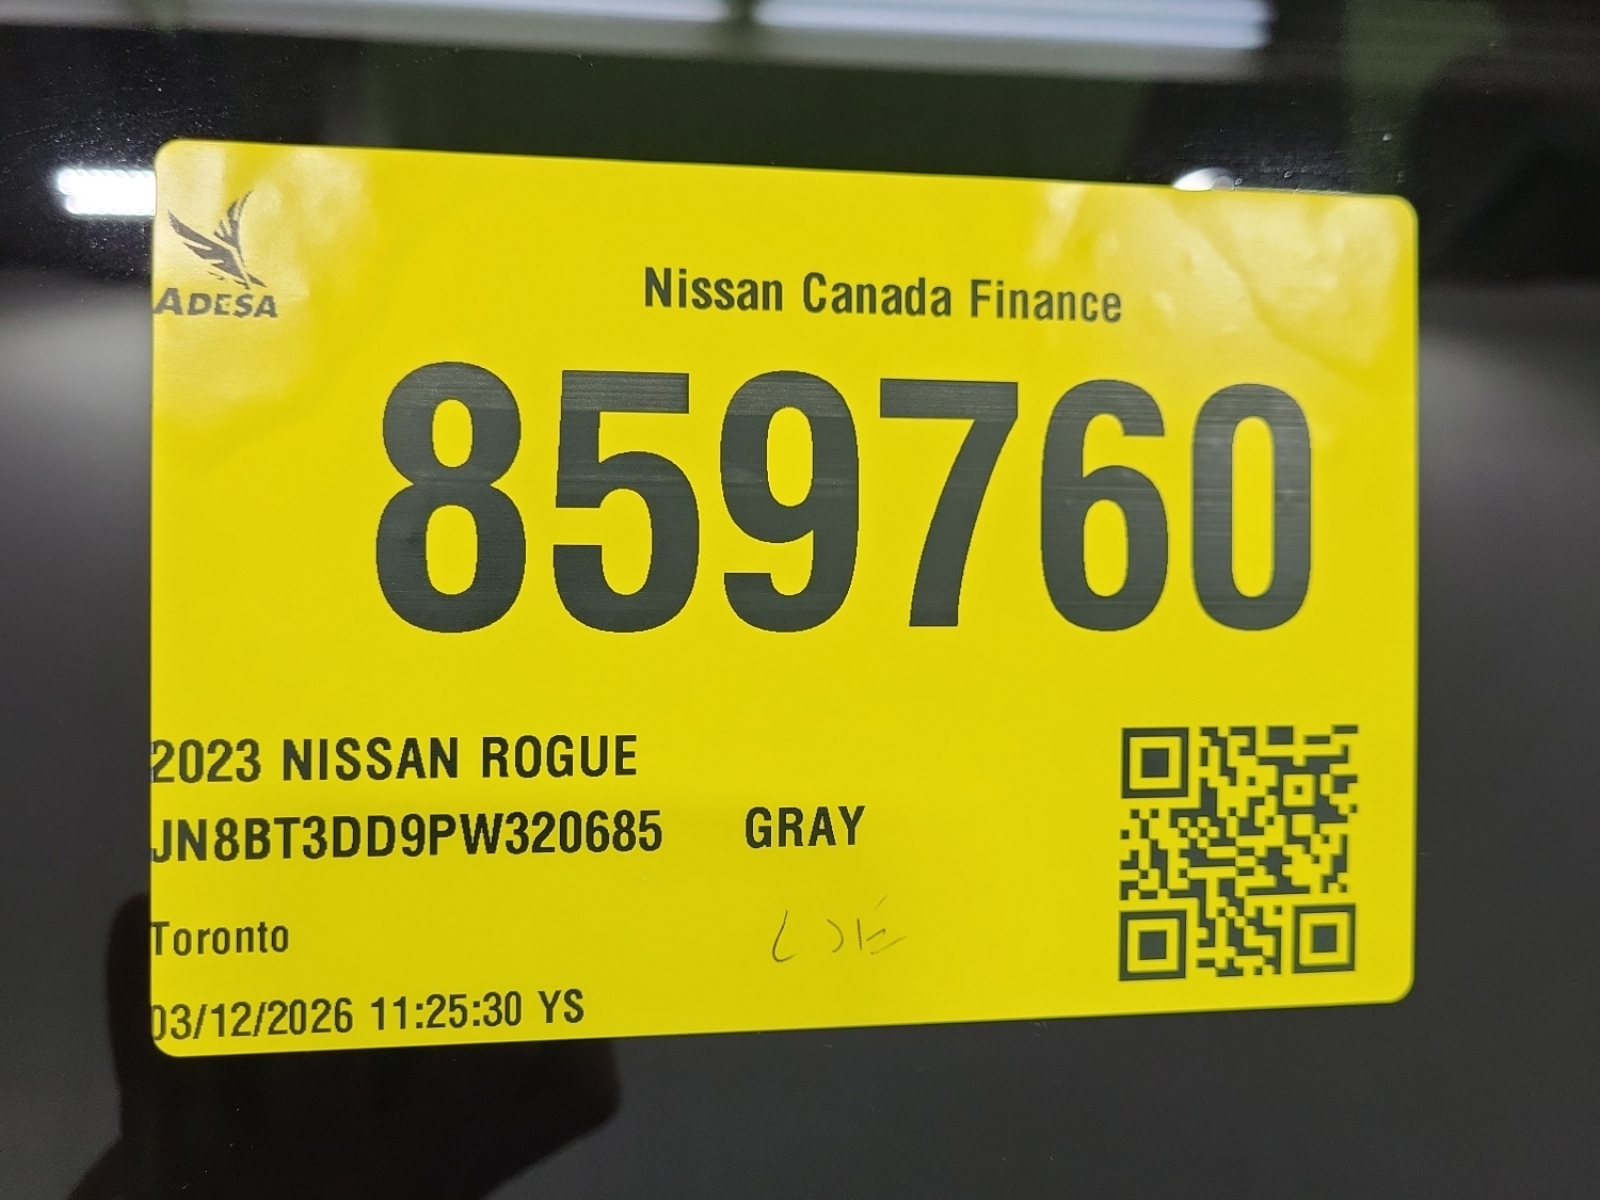 ADESA
Nissan Canada Finance
859760
2023 NISSAN ROGUE
JN8BT3DD9PW320685 GRAY
Toronto
03/12/2026 11:25:30 YS